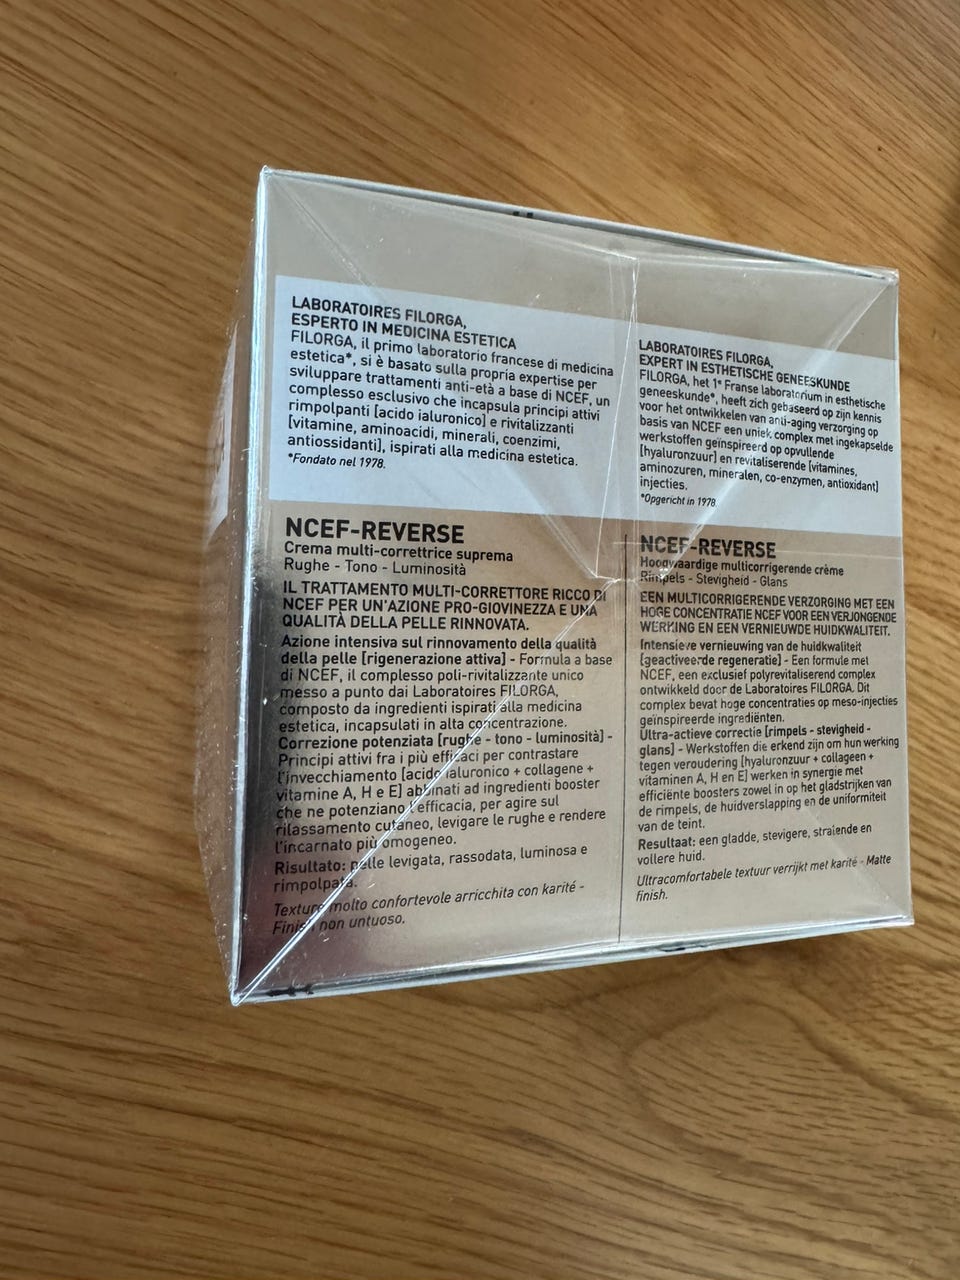 LABORATOIRES FILORGA,
ESPERTO IN MEDICINA ESTETICA
FILORGA, il primo laboratorio francese di medicina
estetica*, si è basato sulla propria expertise per
sviluppare trattamenti anti-età a base di NCEF, un
complesso esclusivo che incapsula principi attivi
rimpolpanti [acido ialuronico] e rivitalizzanti
[vitamine, aminoacidi, minerali, coenzimi,
antiossidanti], ispirati alla medicina estetica.
*Fondato nel 1978.
NCEF-REVERSE
Crema multi-correttrice suprema
Rughe - Tono - Luminosità
IL TRATTAMENTO MULTI-CORRETTORE RICCO DI
NCEF PER UN'AZIONE PRO-GIOVINEZZA E UNA
QUALITÀ DELLA PELLE RINNOVATA.
Azione intensiva sul rinnovamento della qualità
della pelle [rigenerazione attiva] - Formula a base
di NCEF, il complesso poli-rivitalizzante unico
messo a punto dai Laboratoires FILORGA,
composto da ingredienti ispirati alla medicina
estetica, incapsulati in alta concentrazione.
Correzione potenziata [rughe - tono - luminosità] -
Principi attivi fra i più efficaci per contrastare
l'invecchiamento [acido ialuronico + collagene +
vitamine A, H e E] abbinati ad ingredienti booster
che ne potenziano l'efficacia, per agire sul
rilassamento cutaneo, levigare le rughe e rendere
l'incarnato più omogeneo.
Risultato: pelle levigata, rassodata, luminosa e
rimpolpata.
Texture molto confortevole arricchita con karité -
Finish non untuoso.
LABORATOIRES FILORGA,
EXPERT IN ESTHETISCHE GENEESKUNDE
FILORGA, het 1e Franse laboratorium in esthetische
geneeskunde*, heeft zich gebaseerd op zijn kennis
voor het ontwikkelen van anti-aging verzorging op
basis van NCEF een uniek complex met ingekapselde
werkstoffen geïnspireerd op opvullende
[hyaluronzuur] en revitaliserende [vitamines,
aminozuren, mineralen, co-enzymen, antioxidant]
injecties.
*Opgericht in 1978.
NCEF-REVERSE
Hoogwaardige multicorrigerende crème
Rimpels - Stevigheid - Glans
EEN MULTICORRIGERENDE VERZORGING MET EEN
HOGE CONCENTRATIE NCEF VOOR EEN VERJONGENDE
WERKING EN EEN VERNIEUWDE HUIDKWALITEIT.
Intensieve vernieuwing van de huidkwaliteit
[geactiveerde regeneratie] - Een formule met
NCEF, een exclusief polyrevitaliserend complex
ontwikkeld door de Laboratoires FILORGA. Dit
complex bevat hoge concentraties op meso-injecties
geïnspireerde ingrediënten.
Ultra-actieve correctie [rimpels - stevigheid -
glans] - Werkstoffen die erkend zijn om hun werking
tegen veroudering [hyaluronzuur + collageen +
vitaminen A, H en E] werken in synergie met
efficiënte boosters zowel in op het gladstrijken van
de rimpels, de huidverslapping en de uniformiteit
van de teint.
Resultaat: een gladde, stevigere, stralende en
vollere huid.
Ultracomfortabele textuur verrijkt met karité - Matte
finish.